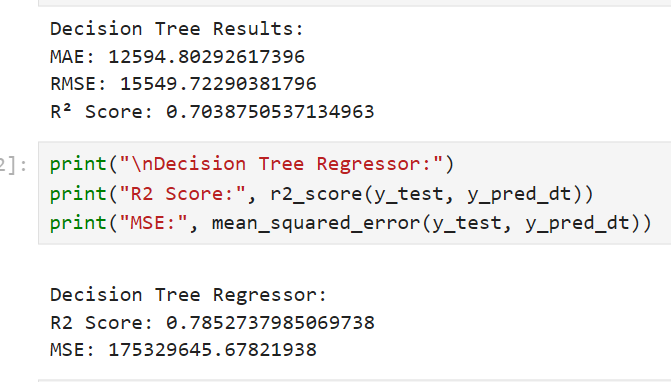 Decision Tree Results:
MAE: 12594.80292617396
RMSE: 15549.72290381796
R² Score: 0.7038750537134963
2]: print("\nDecision Tree Regressor:")
print("R2 Score:", r2_score(y_test, y_pred_dt))
print("MSE:", mean_squared_error(y_test, y_pred_dt))
Decision Tree Regressor:
R2 Score: 0.7852737985069738
MSE: 175329645.67821938